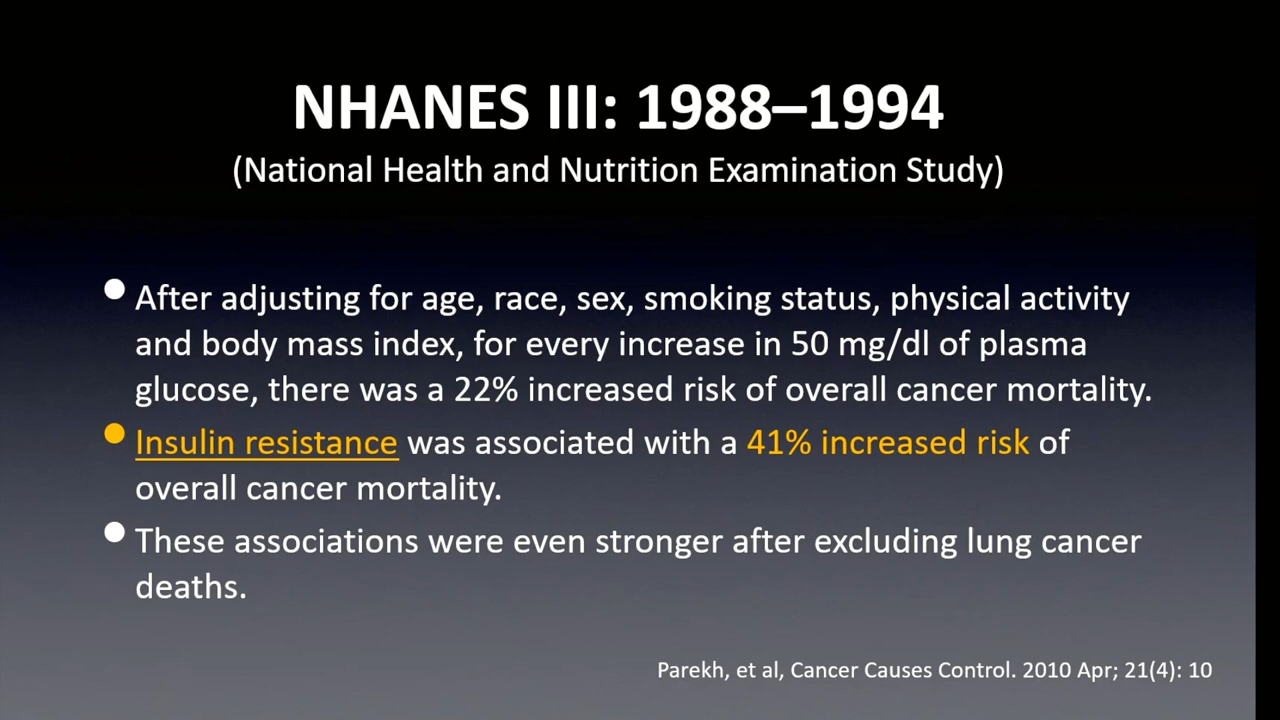 NHANES III: 1988–1994
(National Health and Nutrition Examination Study)
After adjusting for age, race, sex, smoking status, physical activity
and body mass index, for every increase in 50 mg/dl of plasma
glucose, there was a 22% increased risk of overall cancer mortality.
Insulin resistance was associated with a 41% increased risk of
overall cancer mortality.
These associations were even stronger after excluding lung cancer
deaths.
Parekh, et al, Cancer Causes Control. 2010 Apr; 21(4): 10